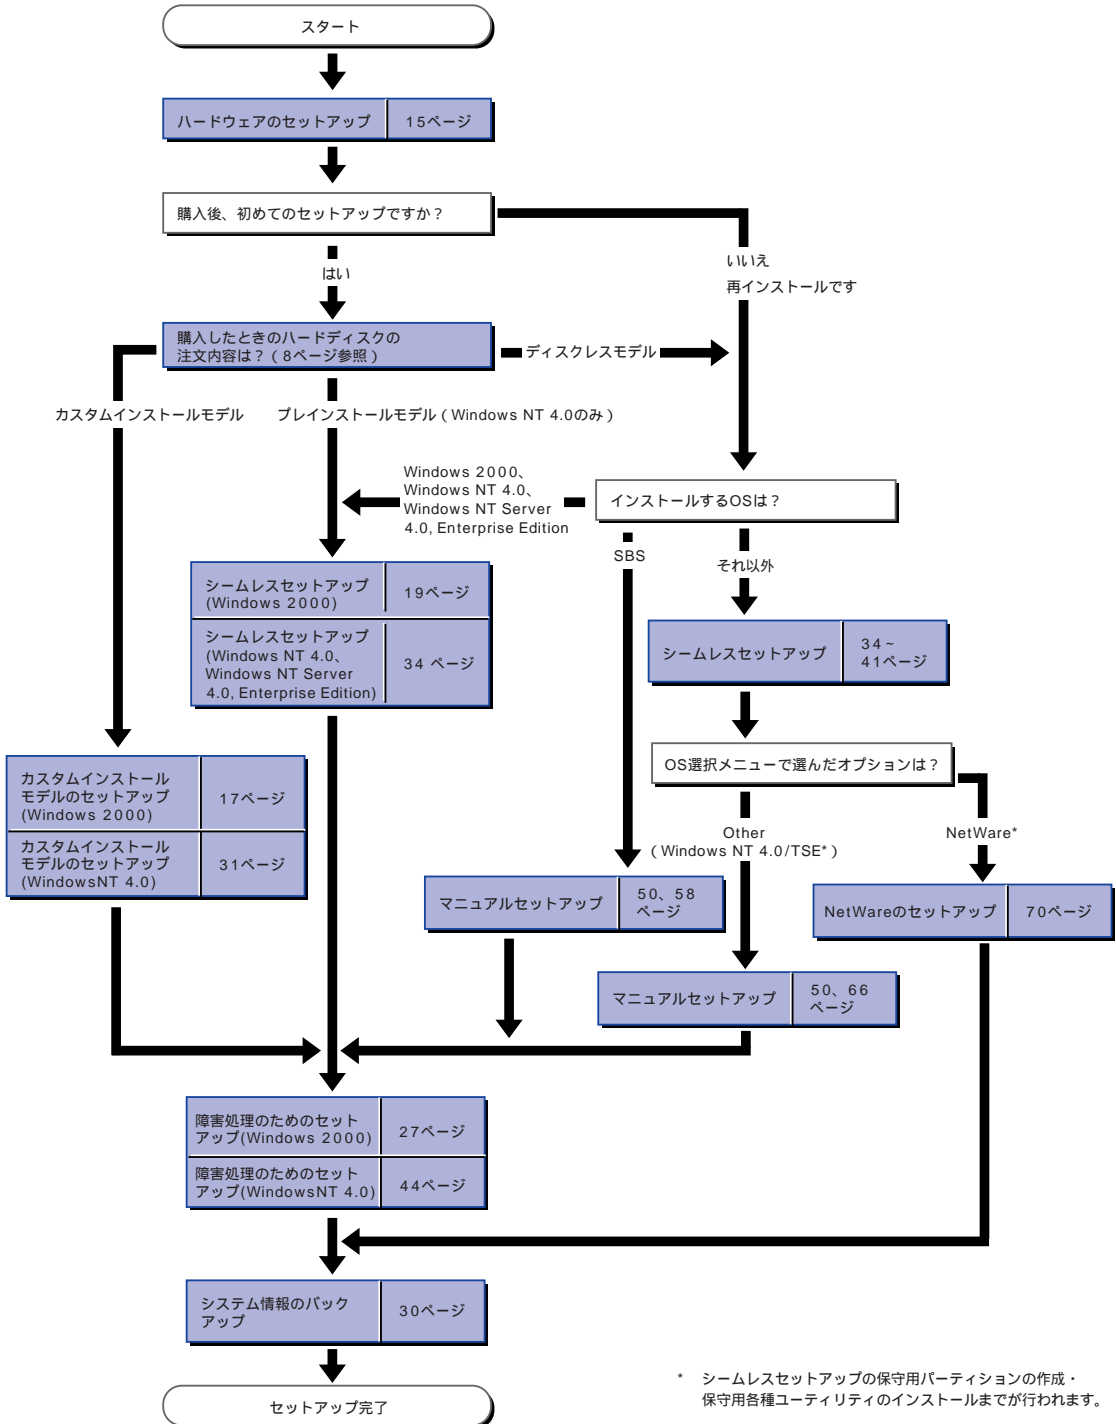 スタート
ハードウェアのセットアップ
15ページ
購入後、初めてのセットアップですか？
いいえ
再インストールです
はい
購入したときのハードディスクの
注文内容は？（8ページ参照）
ディスクレスモデル
カスタムインストールモデル
プレインストールモデル（Windows NT 4.0のみ）
Windows 2000、
Windows NT 4.0、
Windows NT Server
4.0, Enterprise Edition
インストールするOSは？
SBS
それ以外
シームレスセットアップ
(Windows 2000)
19ページ
シームレスセットアップ
(Windows NT 4.0、
Windows NT Server
4.0, Enterprise Edition)
34 ページ
シームレスセットアップ
34~
41ページ
OS選択メニューで選んだオプションは？
カスタムインストール
モデルのセットアップ
(Windows 2000)
17ページ
カスタムインストール
モデルのセットアップ
(WindowsNT 4.0)
31ページ
Other
（Windows NT 4.0/TSE*）
NetWare*
マニュアルセットアップ
50、58
ページ
NetWareのセットアップ
70ページ
マニュアルセットアップ
50、66
ページ
障害処理のためのセット
アップ(Windows 2000)
27ページ
障害処理のためのセット
アップ(WindowsNT 4.0)
44ページ
システム情報のバック
アップ
30ページ
セットアップ完了
* シームレスセットアップの保守用パーティションの作成・
保守用各種ユーティリティのインストールまでが行われます。